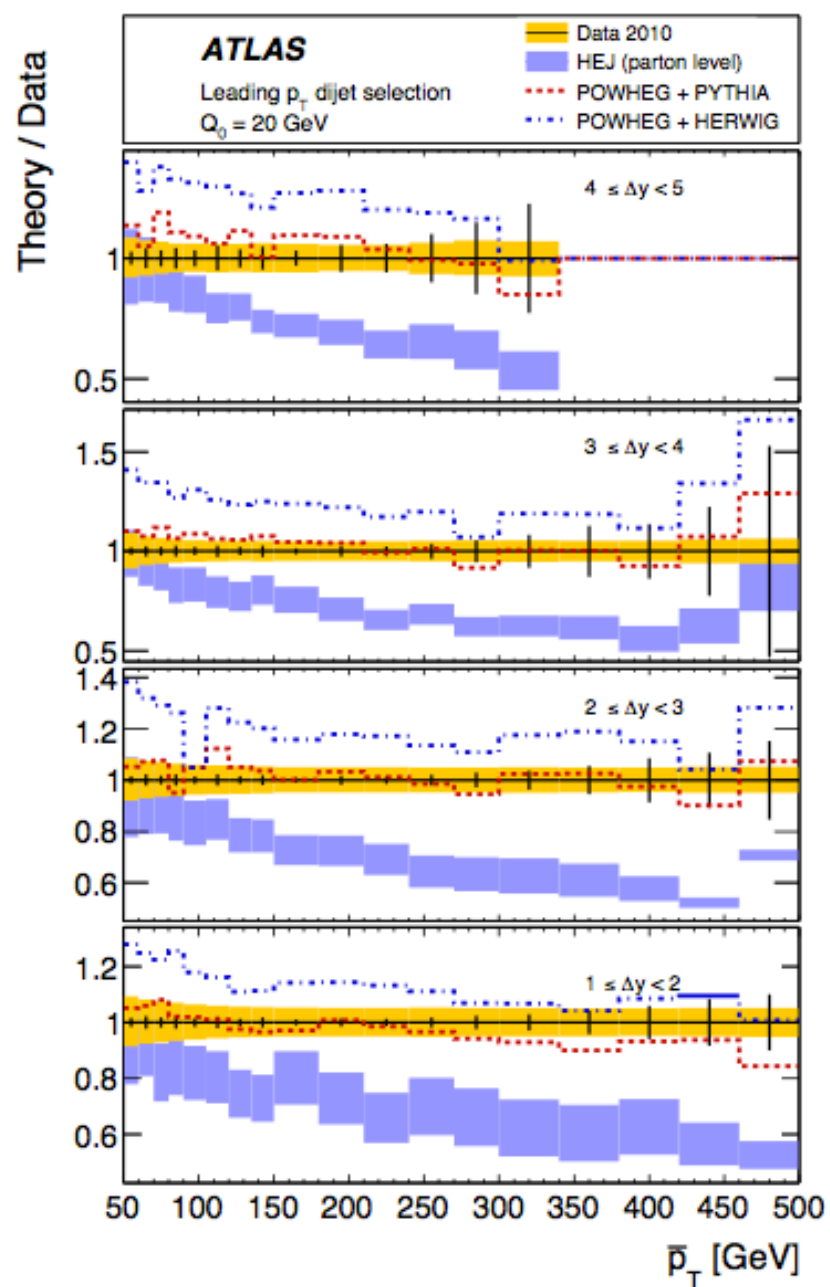 ATLAS
Leading pT dijet selection
Q0 = 20 GeV
Data 2010
HEJ (parton level)
POWHEG + PYTHIA
POWHEG + HERWIG
Theory / Data
4 ≤ Δy < 5
1
0.5
3 ≤ Δy < 4
1.5
1
0.5
2 ≤ Δy < 3
1.4
1.2
1
0.8
0.6
1 ≤ Δy < 2
1.2
1
0.8
0.6
50 100 150 200 250 300 350 400 450 500
p̄T [GeV]